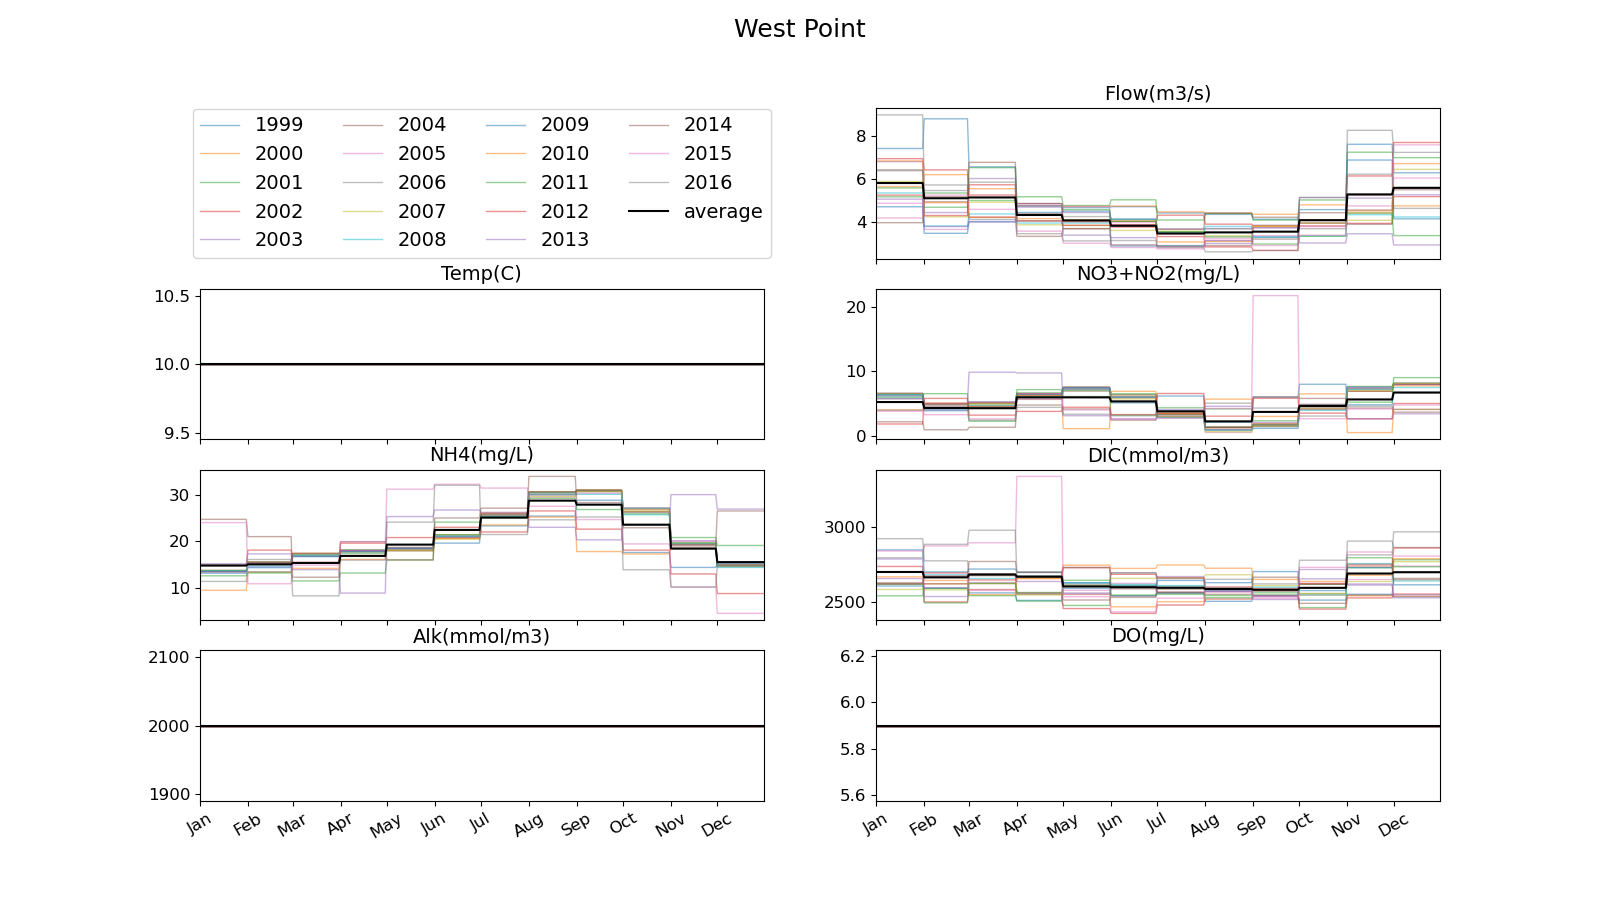 West Point
1999 2004 2009 2014
2000 2005 2010 2015
2001 2006 2011 2016
2002 2007 2012 average
2003 2008 2013
Flow(m3/s)
8
6
4
Temp(C)
10.5
10.0
9.5
NO3+NO2(mg/L)
20
10
0
NH4(mg/L)
30
20
10
DIC(mmol/m3)
3000
2500
Alk(mmol/m3)
2100
2000
1900
Jan Feb Mar Apr May Jun Jul Aug Sep Oct Nov Dec
DO(mg/L)
6.2
6.0
5.8
5.6
Jan Feb Mar Apr May Jun Jul Aug Sep Oct Nov Dec